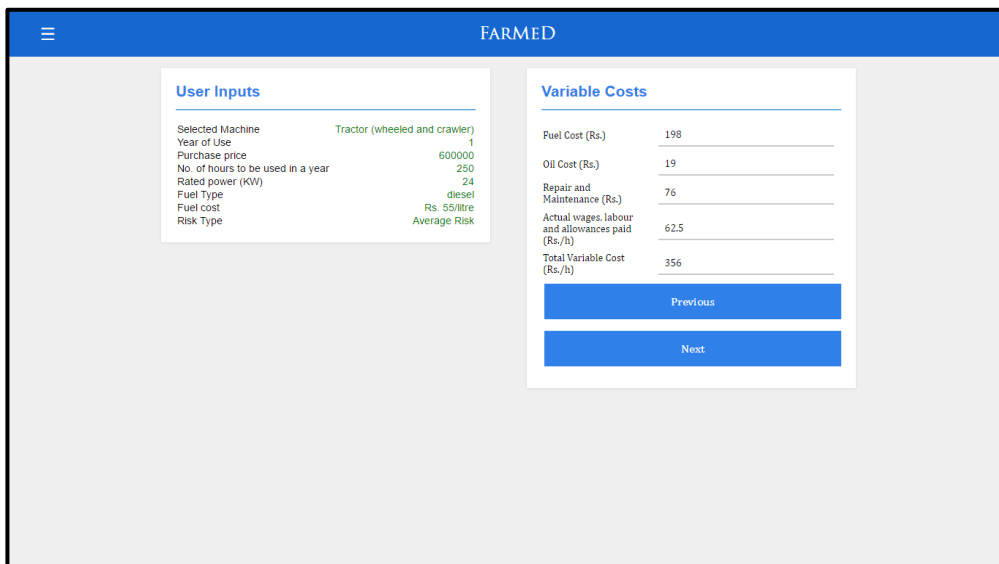 ☰ FARMED
User Inputs
Selected Machine Tractor (wheeled and crawler)
Year of Use 1
Purchase price 600000
No. of hours to be used in a year 250
Rated power (KW) 24
Fuel Type diesel
Fuel cost Rs. 55/litre
Risk Type Average Risk
Variable Costs
Fuel Cost (Rs.) 198
Oil Cost (Rs.) 19
Repair and
Maintenance (Rs.) 76
Actual wages, labour
and allowances paid 62.5
(Rs./h)
Total Variable Cost
(Rs./h) 356
Previous
Next